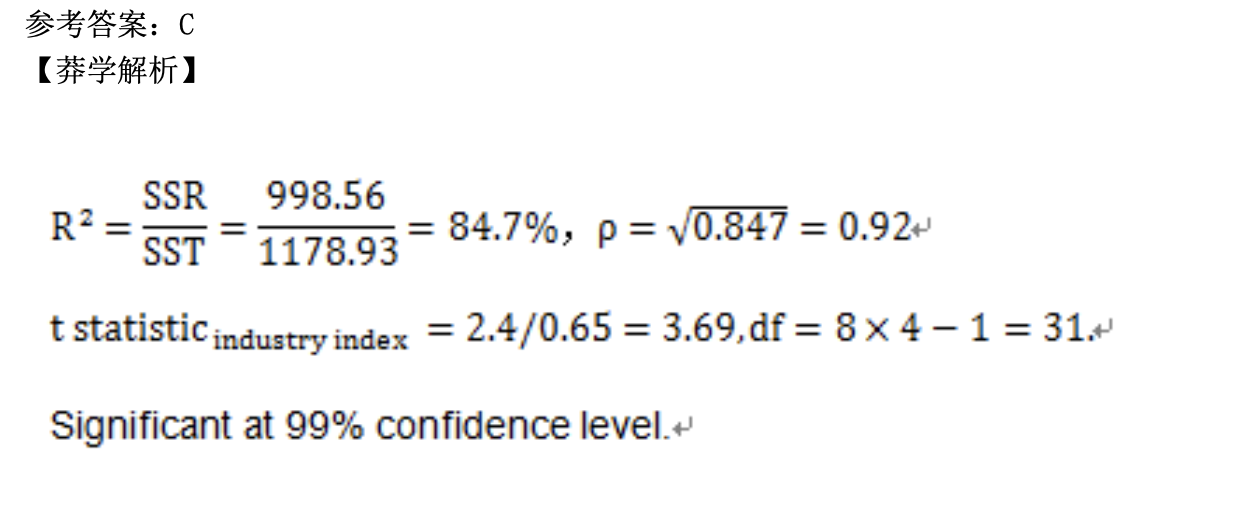 参考答案：C
【莽学解析】
R² = SSR/SST = 998.56/1178.93 = 84.7%，ρ = √0.847 = 0.92↵
t statistic industry index = 2.4/0.65 = 3.69,df = 8 × 4 − 1 = 31.↵
Significant at 99% confidence level.↵